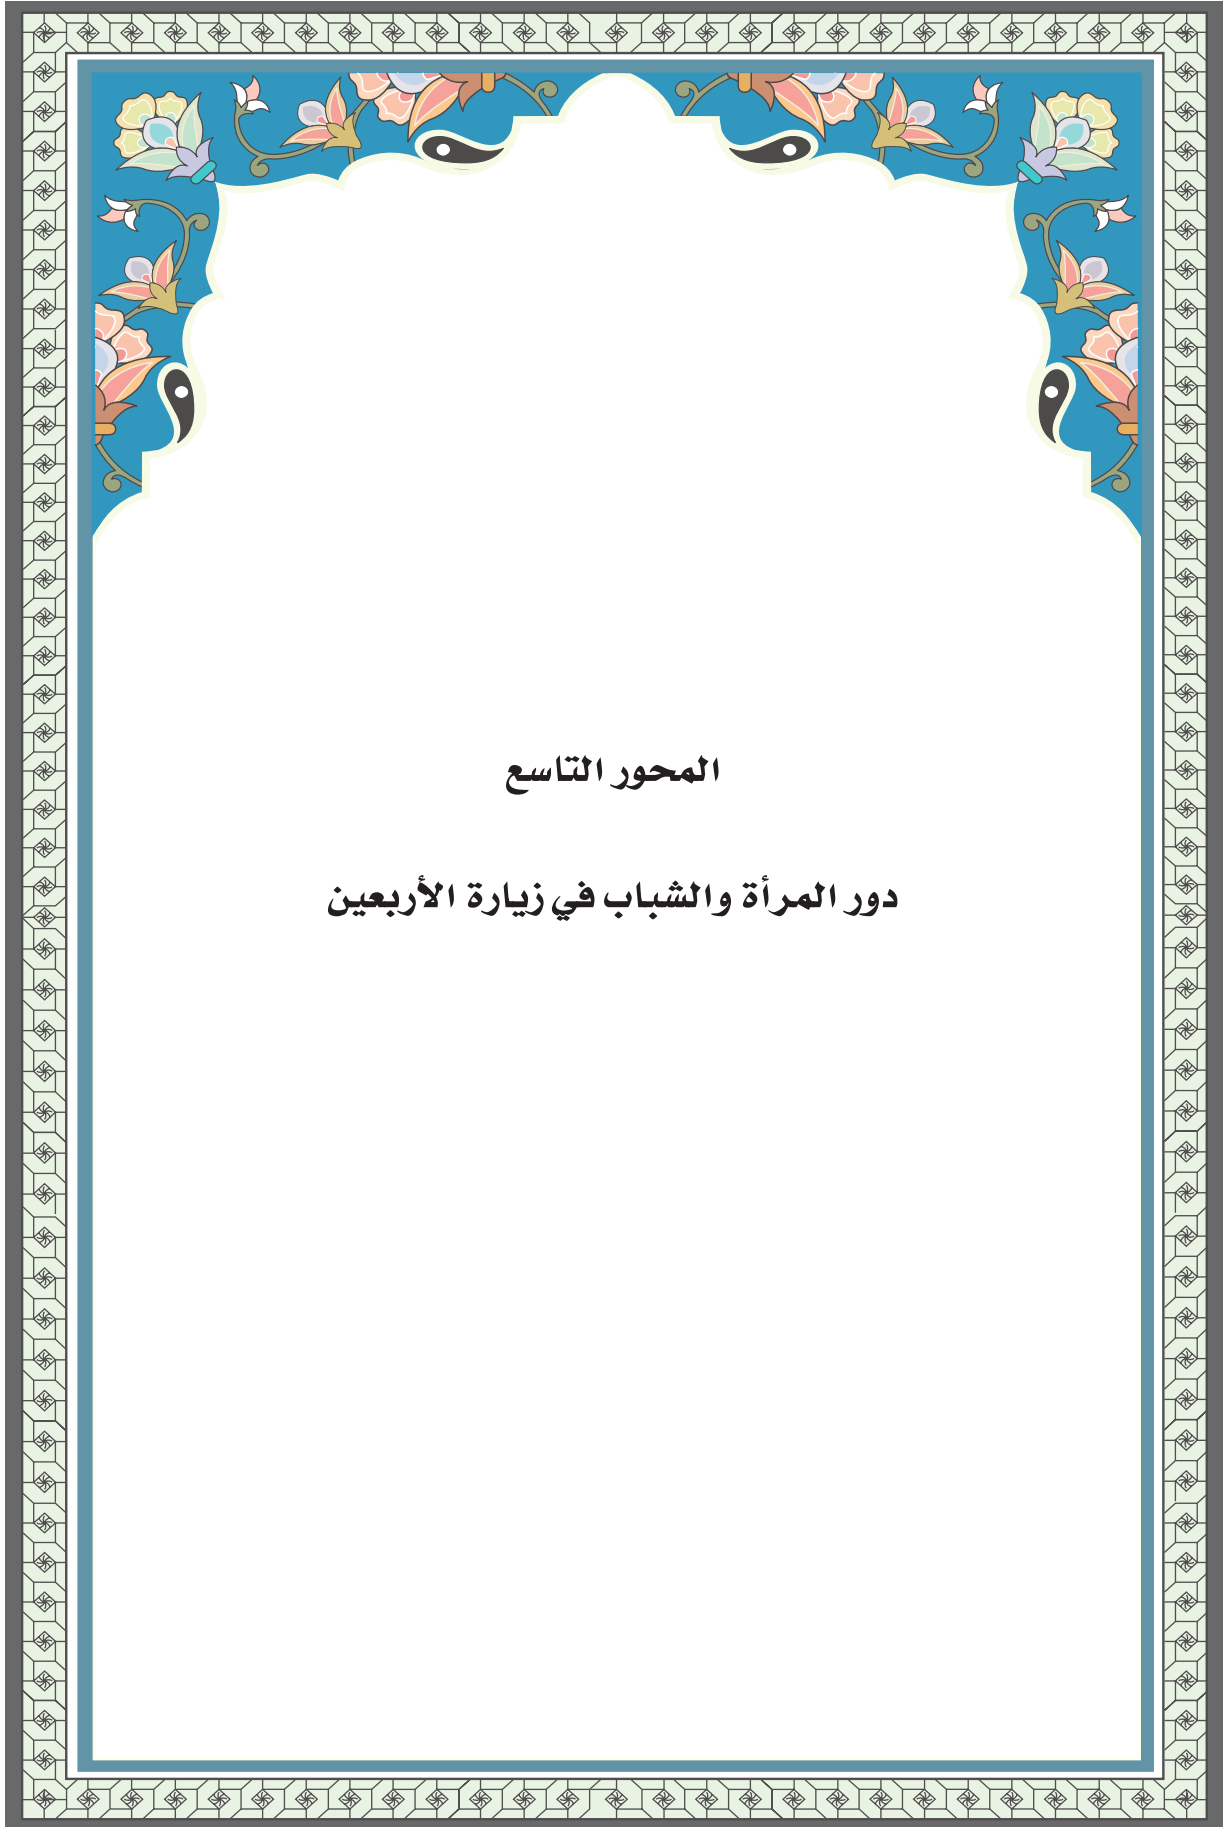 المحور التاسع
دور المرأة والشباب في زيارة الأربعين